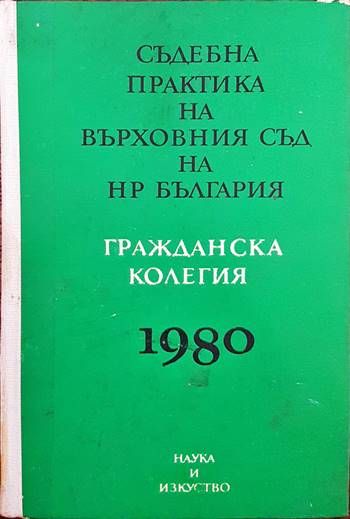 СЪДЕБНА
ПРАКТИКА
НА
ВЪРХОВНИЯ СЪД
НА
НР БЪЛГАРИЯ
ГРАЖДАНСКА
КОЛЕГИЯ
1980
НАУКА
И
ИЗКУСТВО